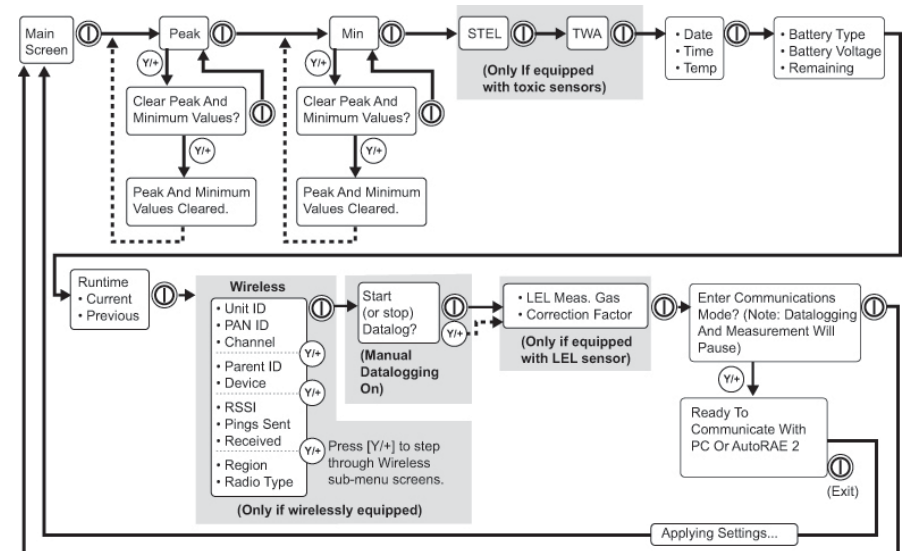 Main
Screen
Peak
Min
STEL
TWA
• Date
• Time
• Temp
• Battery Type
• Battery Voltage
• Remaining
(Only If equipped
with toxic sensors)
Y/+
Y/+
Clear Peak And
Minimum Values?
Clear Peak And
Minimum Values?
Y/+
Y/+
Peak And Minimum
Values Cleared.
Peak And Minimum
Values Cleared.
Runtime
• Current
• Previous
Wireless
• Unit ID
• PAN ID
• Channel
Y/+
• Parent ID
• Device
Y/+
• RSSI
• Pings Sent
• Received
Y/+
• Region
• Radio Type
Press [Y/+] to step
through Wireless
sub-menu screens.
(Only if wirelessly equipped)
Start
(or stop)
Datalog?
Y/+
(Manual
Datalogging
On)
• LEL Meas. Gas
• Correction Factor
(Only if equipped
with LEL sensor)
Enter Communications
Mode? (Note: Datalogging
And Measurement Will
Pause)
Y/+
Ready To
Communicate With
PC Or AutoRAE 2
(Exit)
Applying Settings...